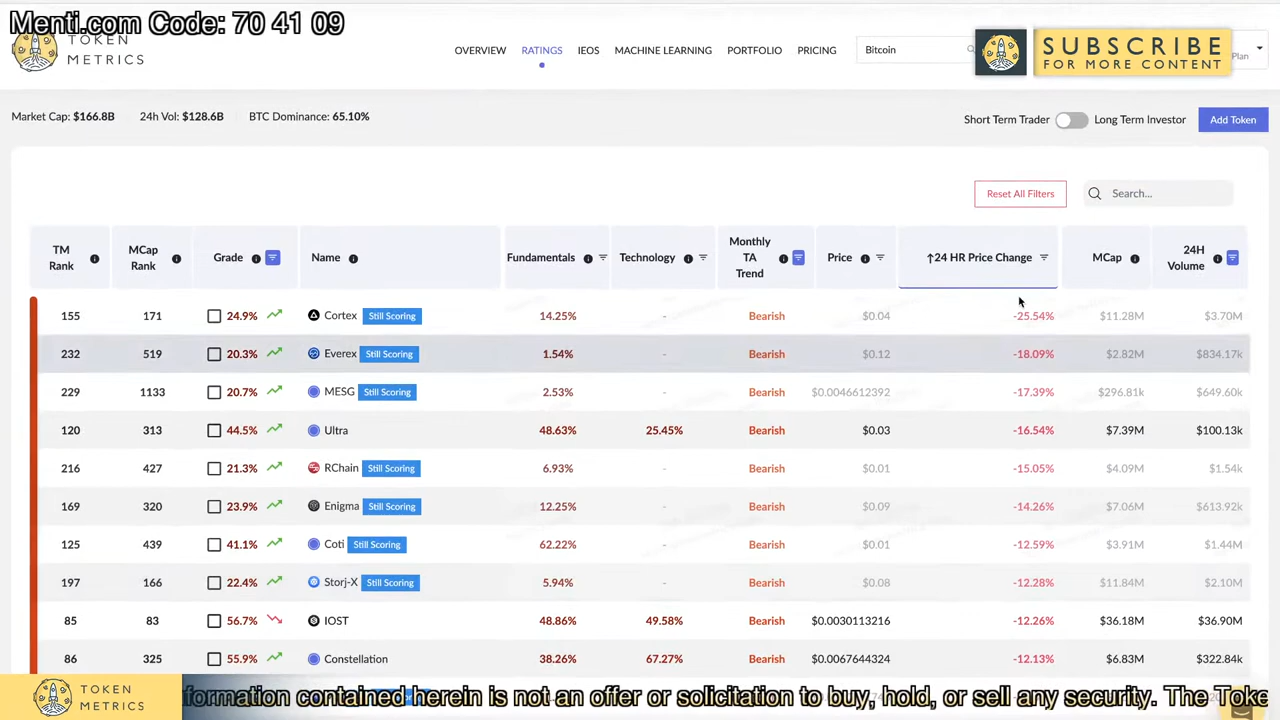 Menti.com Code: 70 41 09
TOKEN
METRICS
OVERVIEW RATINGS IEOS MACHINE LEARNING PORTFOLIO PRICING Bitcoin
SUBSCRIBE
FOR MORE CONTENT
Plan
Market Cap: $166.8B 24h Vol: $128.6B BTC Dominance: 65.10%
Short Term Trader Long Term Investor Add Token
Reset All Filters Search...
TM Rank MCap Rank Grade Name Fundamentals Technology Monthly TA Trend Price ↑24 HR Price Change MCap 24H Volume
155 171 24.9% Cortex Still Scoring 14.25% - Bearish $0.04 -25.54% $11.28M $3.70M
232 519 20.3% Everex Still Scoring 1.54% - Bearish $0.12 -18.09% $2.82M $834.17k
229 1133 20.7% MESG Still Scoring 2.53% - Bearish $0.0046612392 -17.39% $296.81k $649.60k
120 313 44.5% Ultra 48.63% 25.45% Bearish $0.03 -16.54% $7.39M $100.13k
216 427 21.3% RChain Still Scoring 6.93% - Bearish $0.01 -15.05% $4.09M $1.54k
169 320 23.9% Enigma Still Scoring 12.25% - Bearish $0.09 -14.26% $7.06M $613.92k
125 439 41.1% Coti Still Scoring 62.22% - Bearish $0.01 -12.59% $3.91M $1.44M
197 166 22.4% Storj-X Still Scoring 5.94% - Bearish $0.08 -12.28% $11.84M $2.10M
85 83 56.7% IOST 48.86% 49.58% Bearish $0.0030113216 -12.26% $36.18M $36.90M
86 325 55.9% Constellation 38.26% 67.27% Bearish $0.0067644324 -12.13% $6.83M $322.84k
TOKEN
METRICS
formation contained herein is not an offer or solicitation to buy, hold, or sell any security. The Toke